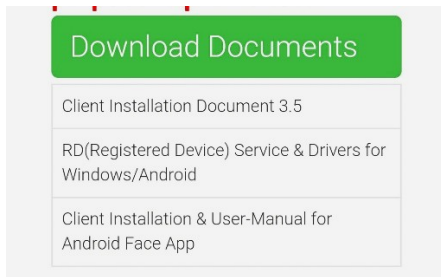 Download Documents
Client Installation Document 3.5
RD(Registered Device) Service & Drivers for
Windows/Android
Client Installation & User-Manual for
Android Face App